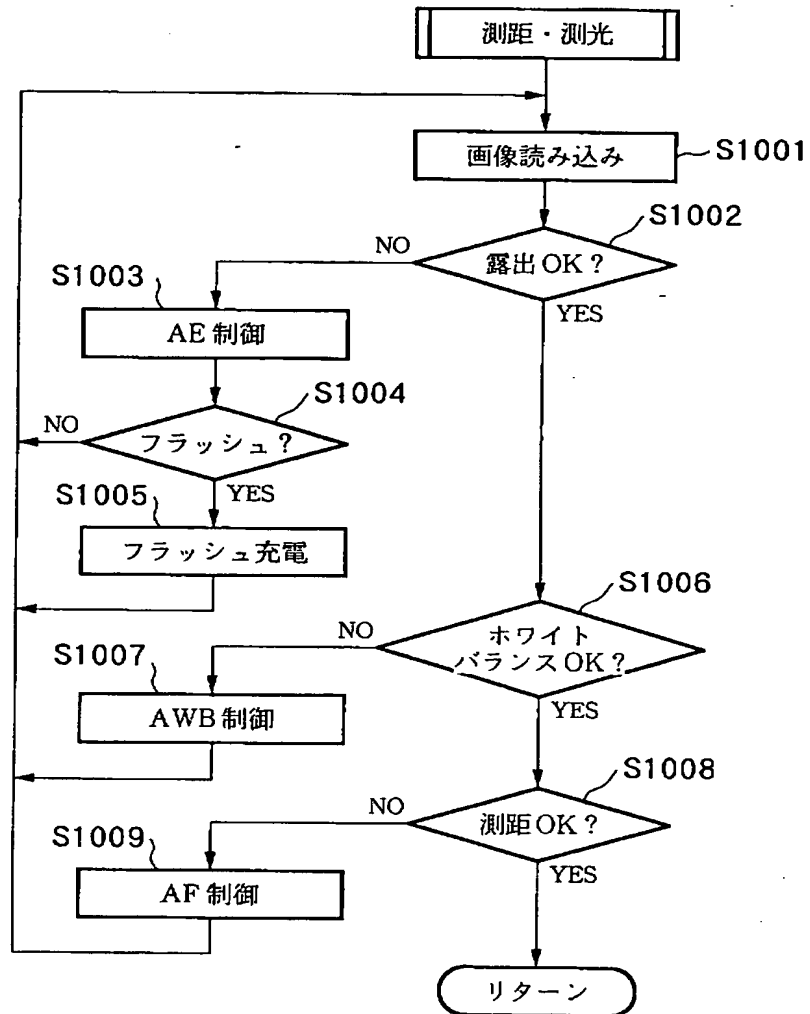 測距・測光
画像読み込み
S1001
S1002
NO
露出OK?
YES
S1003
AE制御
S1004
NO
フラッシュ?
YES
S1005
フラッシュ充電
S1006
NO
ホワイト
バランスOK?
YES
S1007
AWB制御
S1008
NO
測距OK?
YES
S1009
AF制御
リターン